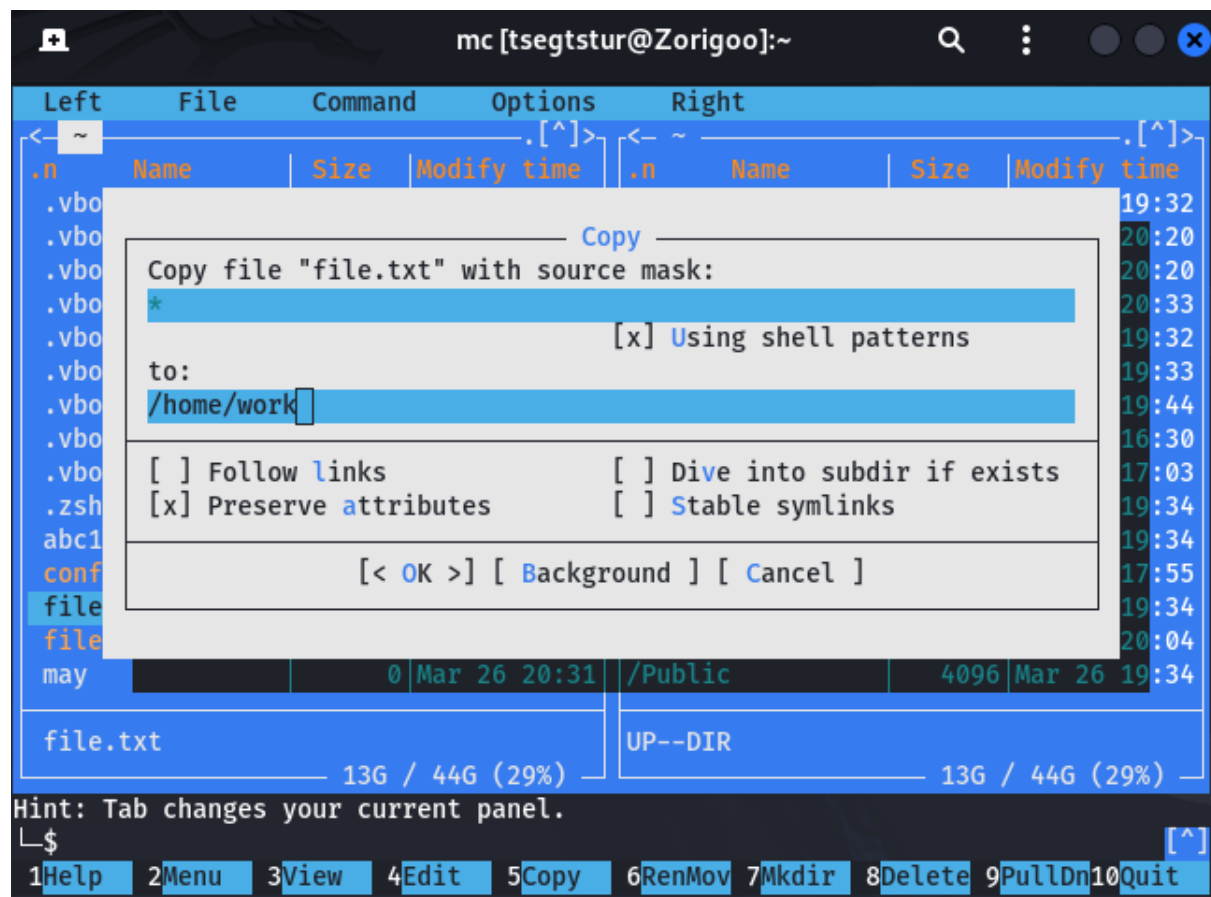 mc [tsegtstur@Zorigoo]:~
Left File Command Options Right
<— ~ .[^]> <— ~ .[^]>
.n Name Size Modify time .n Name Size Modify time
.vbo 19:32
.vbo Copy 20:20
.vbo Copy file "file.txt" with source mask: 20:20
.vbo * 20:33
.vbo [x] Using shell patterns 19:32
.vbo to: 19:33
.vbo /home/work 19:44
.vbo 16:30
.vbo [ ] Follow links [ ] Dive into subdir if exists 17:03
.zsh [x] Preserve attributes [ ] Stable symlinks 19:34
abc1 19:34
conf [< OK >] [ Background ] [ Cancel ] 17:55
file 19:34
file 20:04
may 0 Mar 26 20:31 /Public 4096 Mar 26 19:34
file.txt UP--DIR
13G / 44G (29%) 13G / 44G (29%)
Hint: Tab changes your current panel.
└─$ [^]
1Help 2Menu 3View 4Edit 5Copy 6RenMov 7Mkdir 8Delete 9PullDn 10Quit